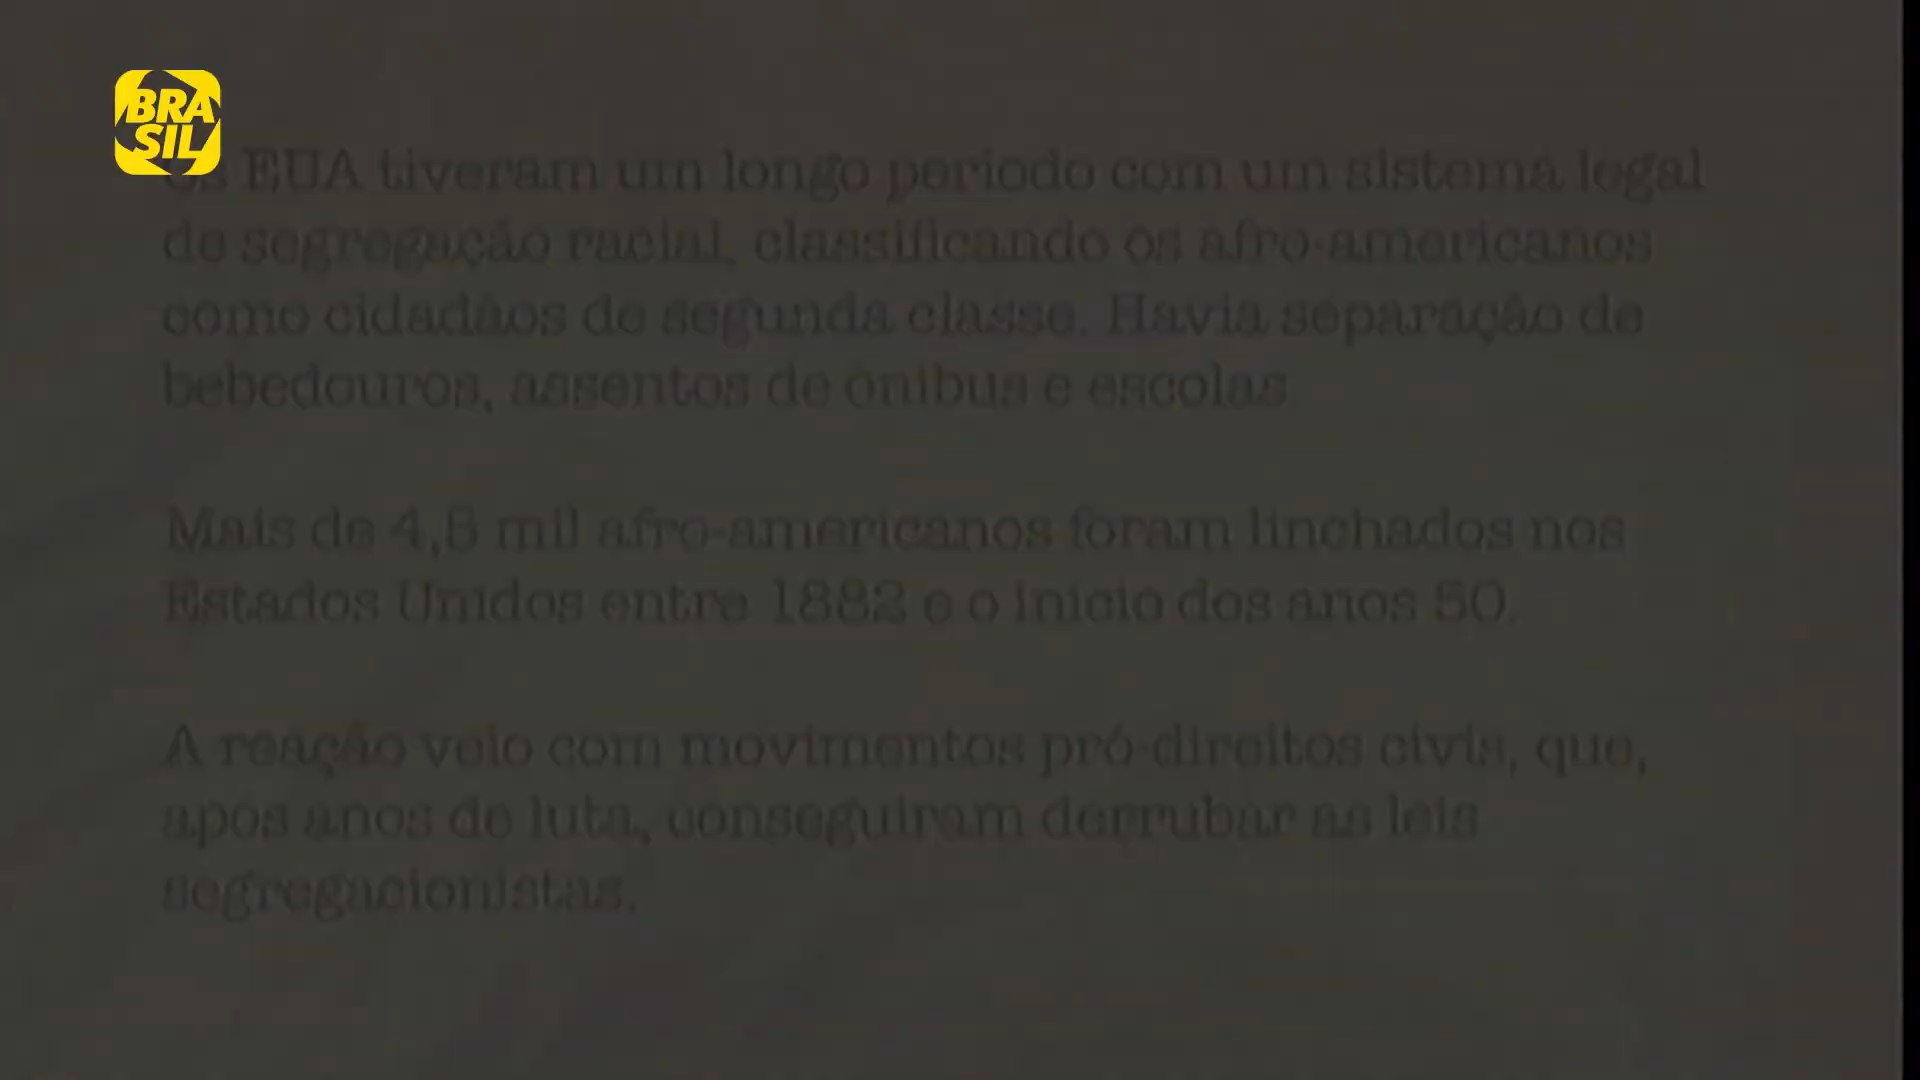 BRA
SIL
Os EUA tiveram um longo período com um sistema legal
de segregação racial, classificando os afro-americanos
como cidadãos de segunda classe. Havia separação de
bebedouros, assentos de ônibus e escolas
Mais de mil afro-americanos foram linchados nos
Estados Unidos entre 1882 e o início dos anos 50.
A reação veio com movimentos pró-direitos civis, que,
após anos de luta, conseguiram derrubar as leis
segregacionistas.